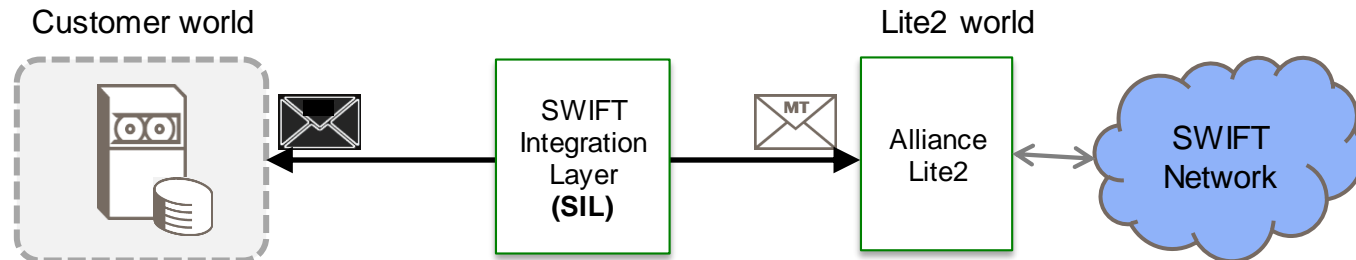 Customer world
Lite2 world
SWIFT
Integration
Layer
(SIL)
MT
Alliance
Lite2
SWIFT
Network